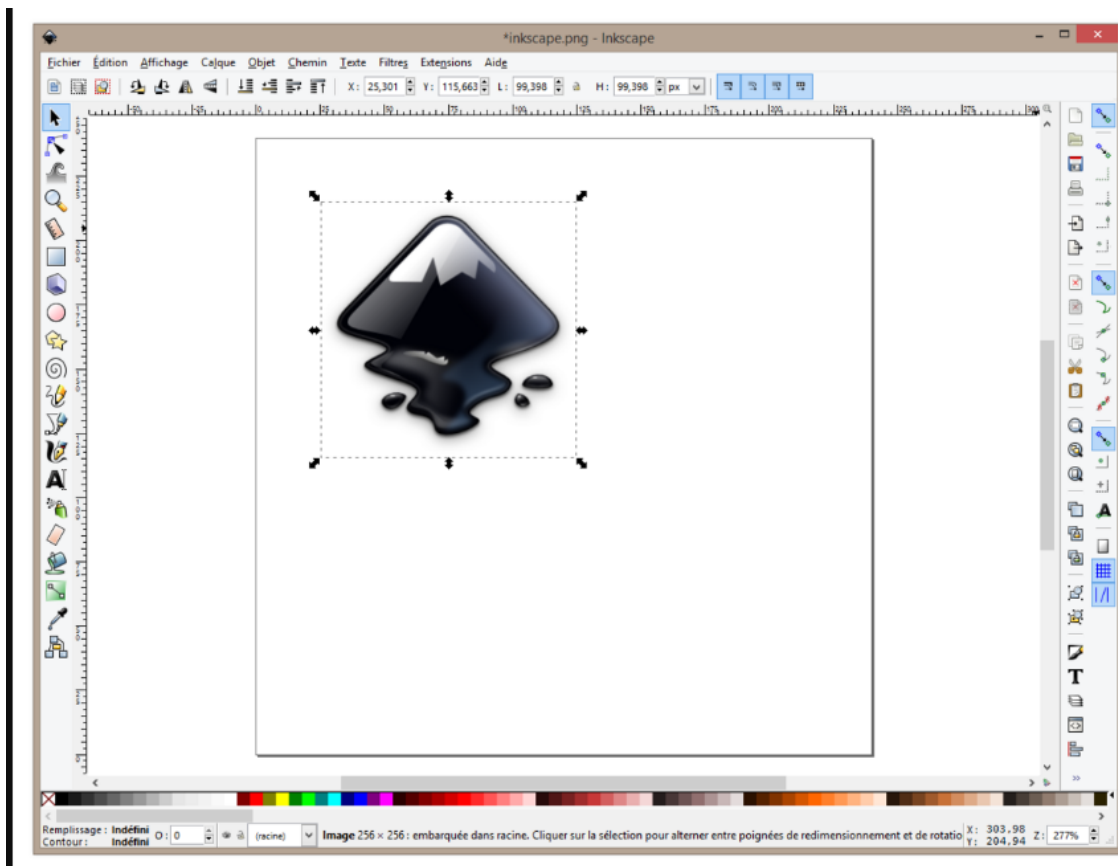 *inkscape.png - Inkscape
Fichier Édition Affichage Calque Objet Chemin Texte Filtres Extensions Aide
X: 25,301 Y: 115,663 L: 99,398 H: 99,398 px
Remplissage : Indéfini
Contour : Indéfini
O: 0
(racine)
Image 256 × 256 : embarquée dans racine. Cliquer sur la sélection pour alterner entre poignées de redimensionnement et de rotatio
X: 303,98
Y: 204,94
Z: 277%